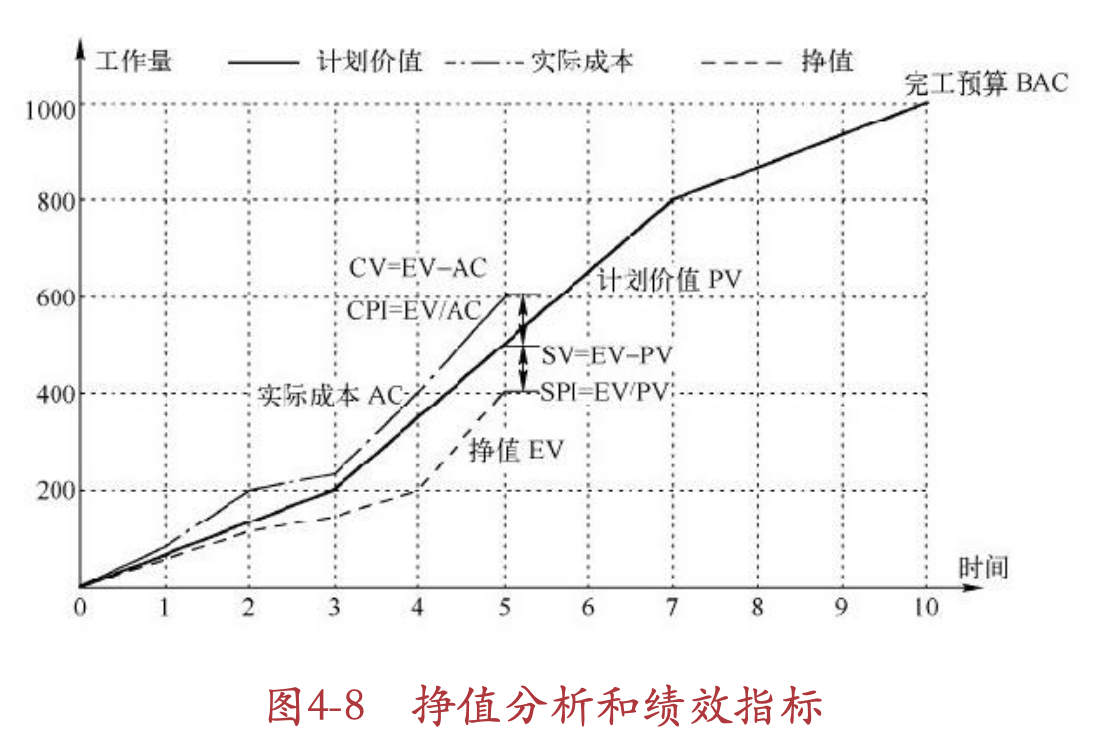 工作量 计划价值 实际成本 挣值
完工预算 BAC
1000
800
CV=EV−AC
计划价值 PV
600
CPI=EV/AC
SV=EV−PV
400
实际成本 AC
SPI=EV/PV
挣值 EV
200
时间
0 1 2 3 4 5 6 7 8 9 10
图4-8 挣值分析和绩效指标